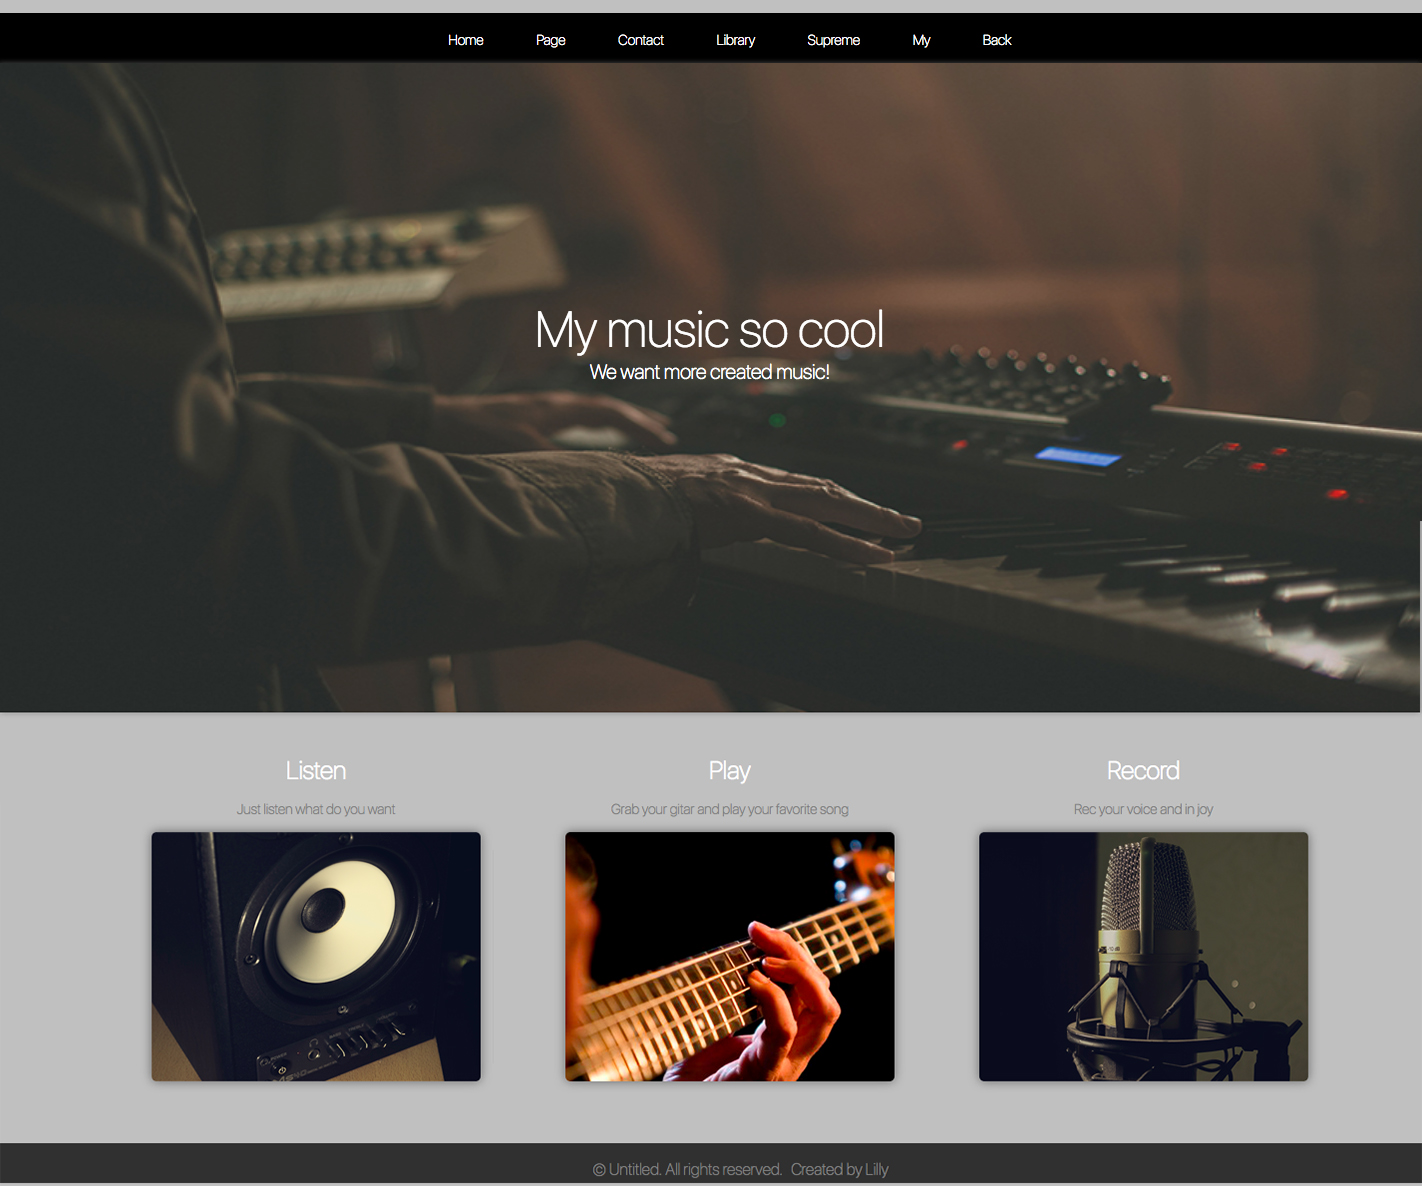 Home Page Contact Library Supreme My Back
My music so cool
We want more created music!
Listen Play Record
Just listen what do you want Grab your gitar and play your favorite song Rec your voice and in joy
© Untitled. All rights reserved. Created by Lilly